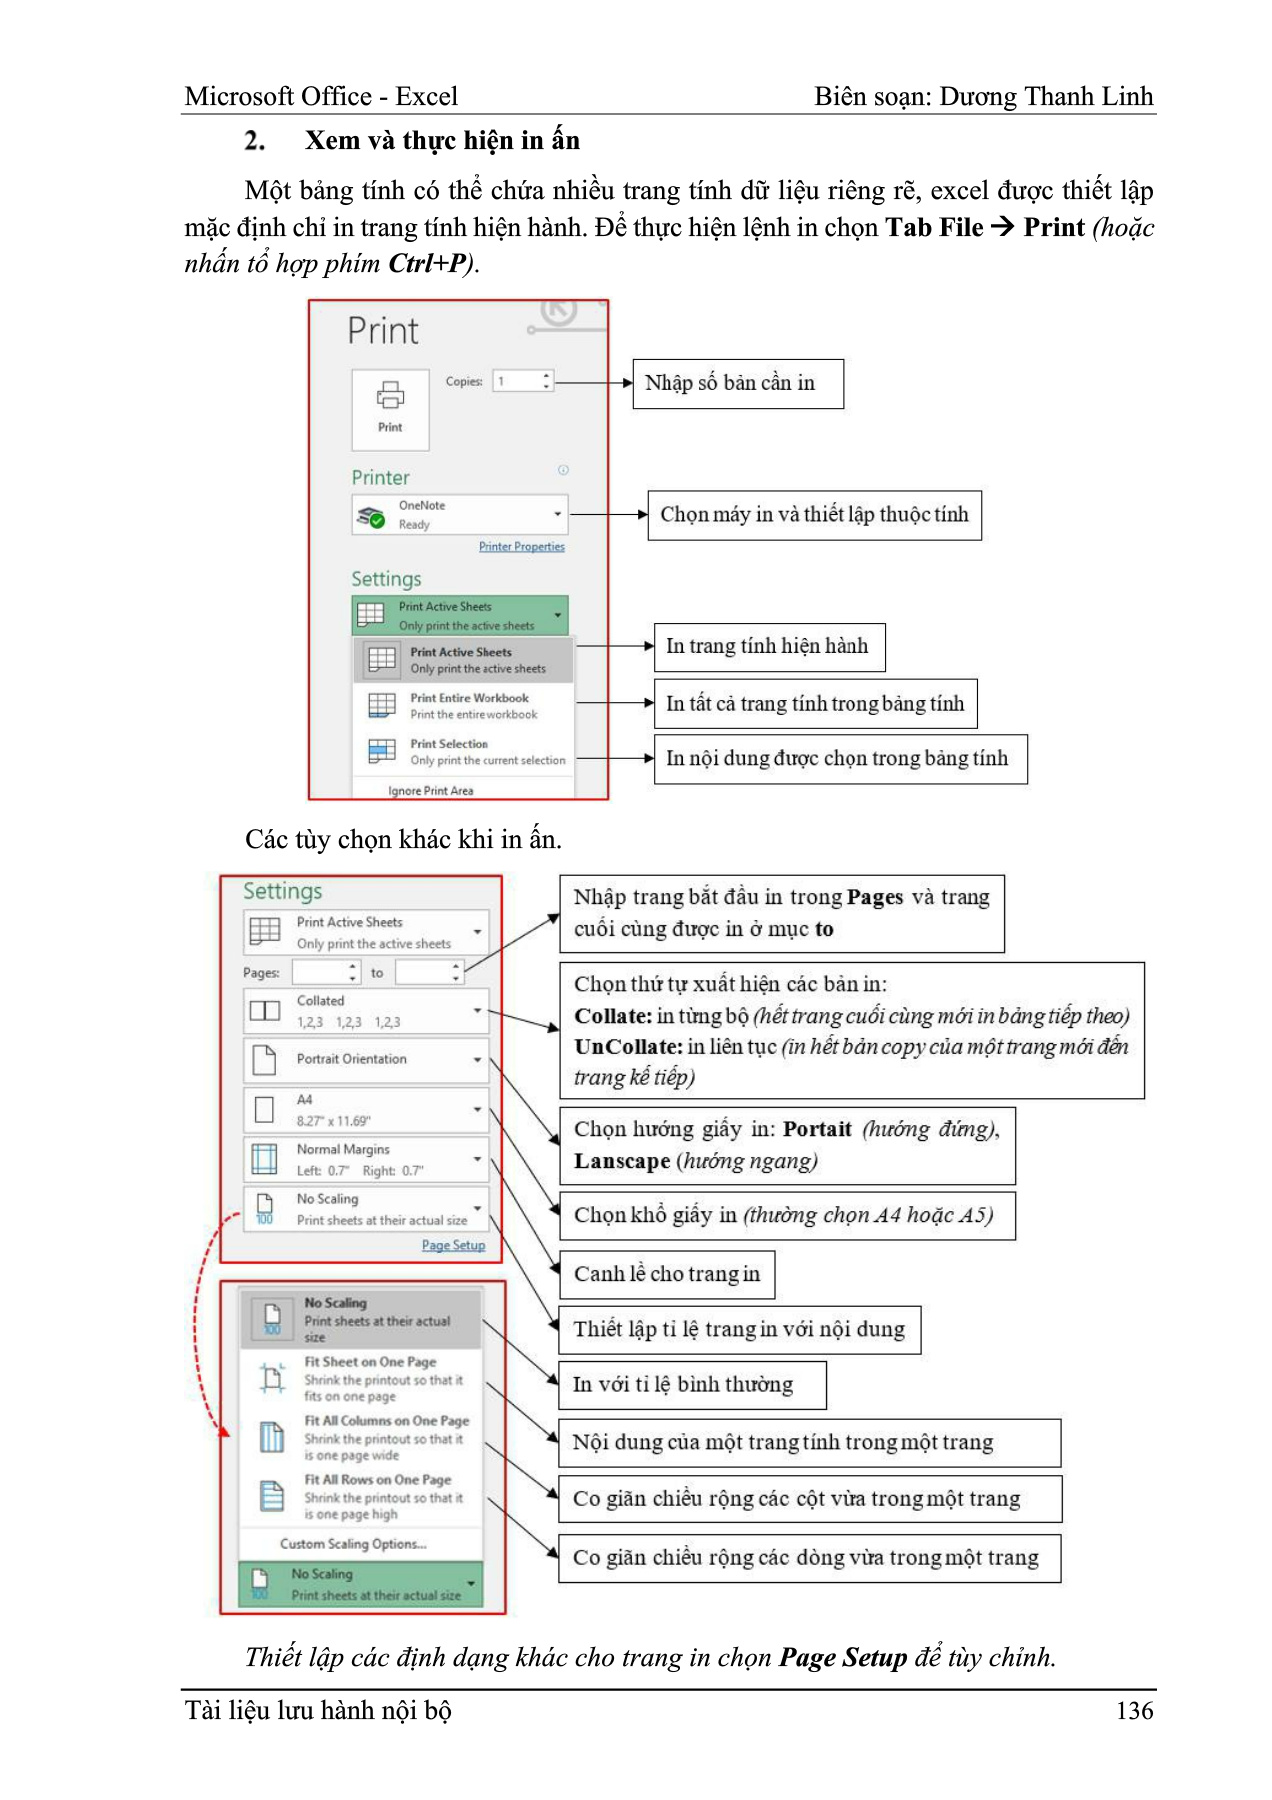 Microsoft Office - Excel
Biên soạn: Dương Thanh Linh
2. Xem và thực hiện in ấn
Một bảng tính có thể chứa nhiều trang tính dữ liệu riêng rẽ, excel được thiết lập
mặc định chỉ in trang tính hiện hành. Để thực hiện lệnh in chọn Tab File → Print (hoặc
nhấn tổ hợp phím Ctrl+P).
Print
Copies: 1
Print
Nhập số bản cần in
Printer
OneNote
Ready
Printer Properties
Chọn máy in và thiết lập thuộc tính
Settings
Print Active Sheets
Only print the active sheets
Print Active Sheets
Only print the active sheets
In trang tính hiện hành
Print Entire Workbook
Print the entire workbook
In tất cả trang tính trong bảng tính
Print Selection
Only print the current selection
In nội dung được chọn trong bảng tính
Ignore Print Area
Các tùy chọn khác khi in ấn.
Settings
Print Active Sheets
Only print the active sheets
Pages: to
Collated
1,2,3 1,2,3 1,2,3
Portrait Orientation
A4
8.27" x 11.69"
Normal Margins
Left: 0.7" Right: 0.7"
No Scaling
Print sheets at their actual size
100
Page Setup
Nhập trang bắt đầu in trong Pages và trang
cuối cùng được in ở mục to
Chọn thứ tự xuất hiện các bản in:
Collate: in từng bộ (hết trang cuối cùng mới in bảng tiếp theo)
UnCollate: in liên tục (in hết bản copy của một trang mới đến
trang kế tiếp)
Chọn hướng giấy in: Portait (hướng đứng),
Lanscape (hướng ngang)
Chọn khổ giấy in (thường chọn A4 hoặc A5)
Canh lề cho trang in
Thiết lập tỉ lệ trang in với nội dung
No Scaling
Print sheets at their actual
size
100
Fit Sheet on One Page
Shrink the printout so that it
fits on one page
Fit All Columns on One Page
Shrink the printout so that it
is one page wide
Fit All Rows on One Page
Shrink the printout so that it
is one page high
Custom Scaling Options...
No Scaling
Print sheets at their actual size
100
In với tỉ lệ bình thường
Nội dung của một trang tính trong một trang
Co giãn chiều rộng các cột vừa trong một trang
Co giãn chiều rộng các dòng vừa trong một trang
Thiết lập các định dạng khác cho trang in chọn Page Setup để tùy chỉnh.
Tài liệu lưu hành nội bộ
136